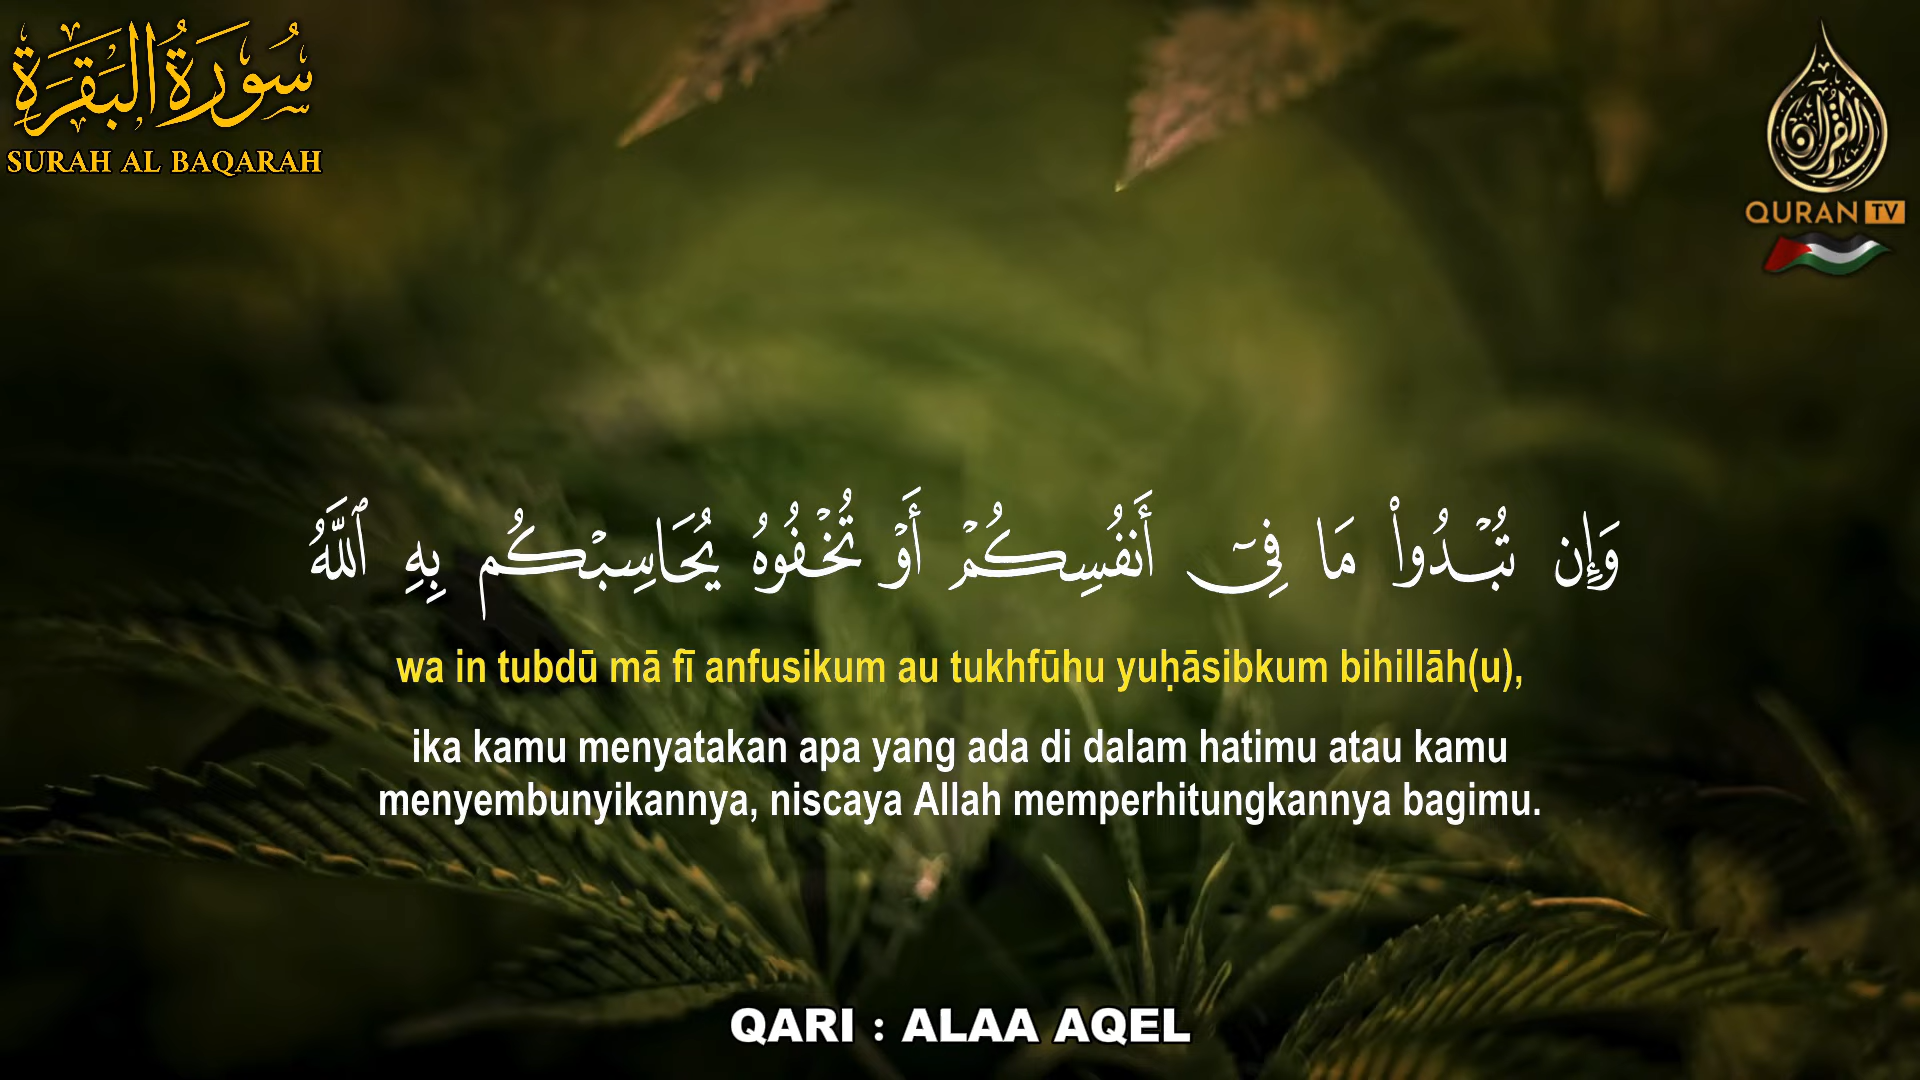 سُورَةُ الْبَقَرَةِ
SURAH AL BAQARAH
القرآن
QURAN TV
وَإِن تُبْدُوا۟ مَا فِىٓ أَنفُسِكُمْ أَوْ تُخْفُوهُ يُحَاسِبْكُم بِهِ ٱللَّهُ
wa in tubdū mā fī anfusikum au tukhfūhu yuḥāsibkum bihillāh(u),
ika kamu menyatakan apa yang ada di dalam hatimu atau kamu
menyembunyikannya, niscaya Allah memperhitungkannya bagimu.
QARI : ALAA AQEL